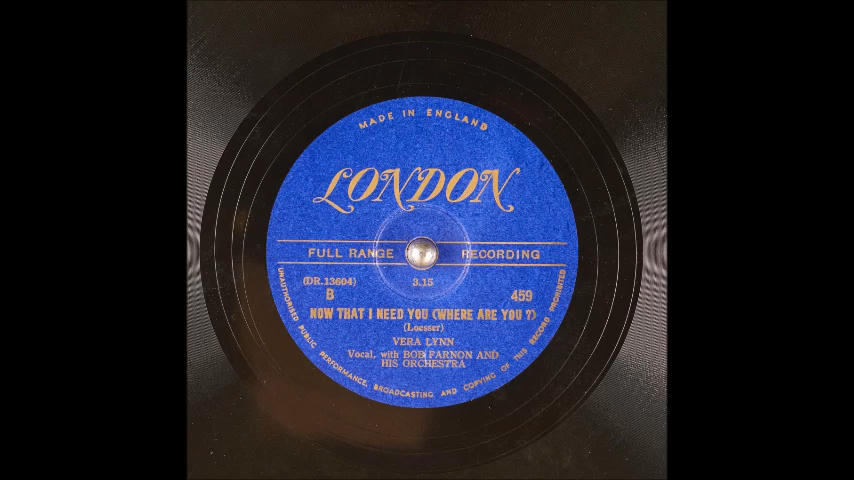 MADE IN ENGLAND
LONDON
FULL RANGE RECORDING
(DR.13604) 3.15
B 459
NOW THAT I NEED YOU (WHERE ARE YOU ?)
(Loesser)
VERA LYNN
Vocal, with BOB FARNON AND
HIS ORCHESTRA
UNAUTHORISED PUBLIC PERFORMANCE, BROADCASTING AND COPYING OF THIS RECORD PROHIBITED